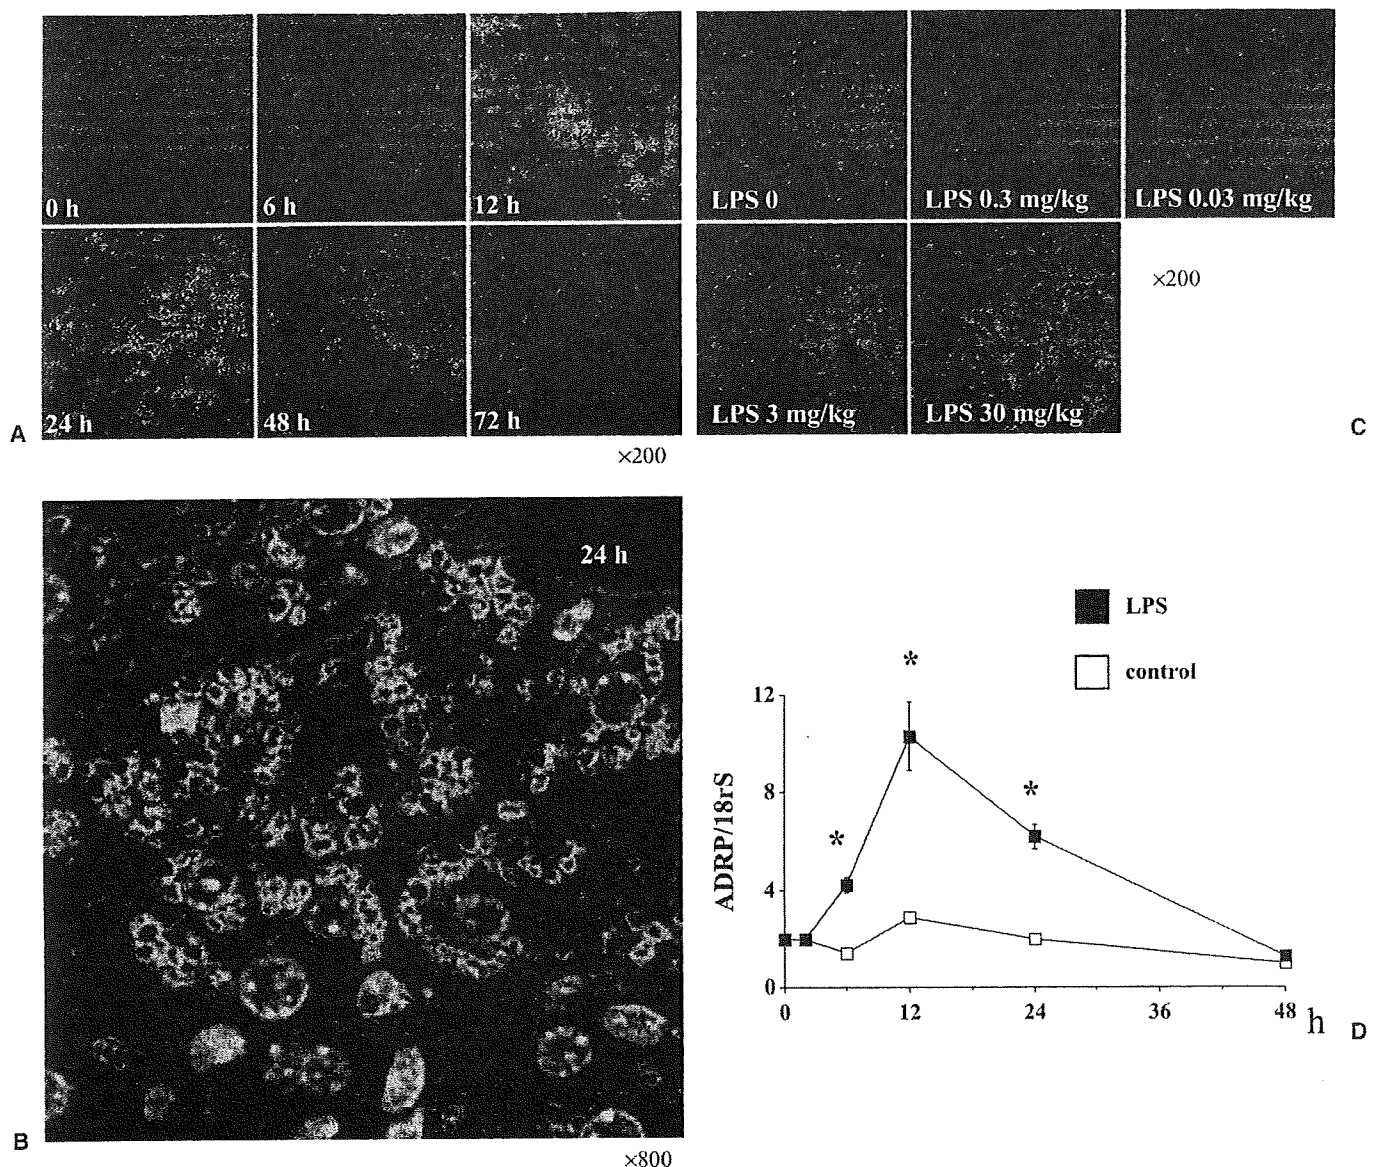 0 h
6 h
12 h
24 h
48 h
72 h
A
×200
LPS 0
LPS 0.3 mg/kg
LPS 0.03 mg/kg
LPS 3 mg/kg
LPS 30 mg/kg
×200
C
24 h
B
×800
LPS
control
*
*
*
12
8
4
0
ADRP/18rS
0 12 24 36 48 h
D